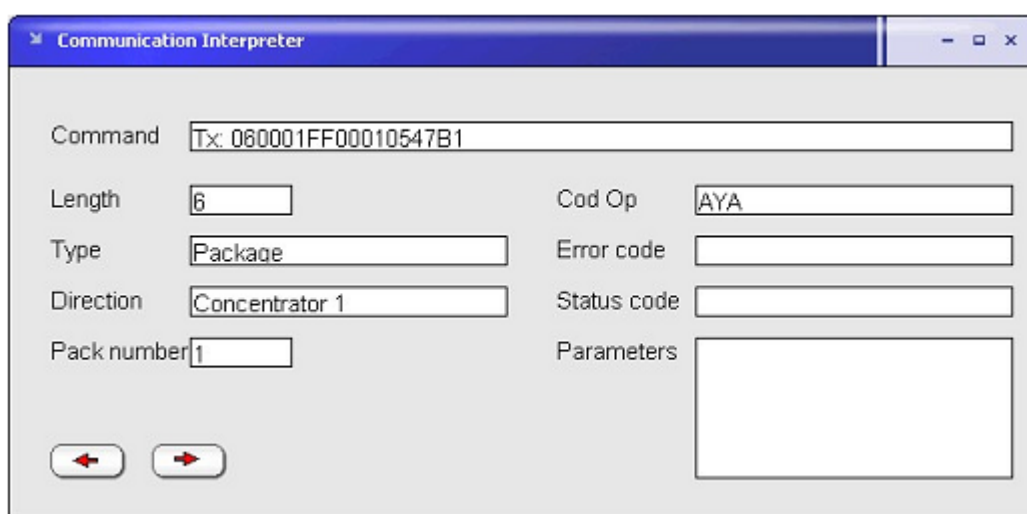 Communication Interpreter
Command Tx: 060001FF00010547B1
Length 6 Cod Op AYA
Type Package Error code
Direction Concentrator 1 Status code
Pack number 1 Parameters